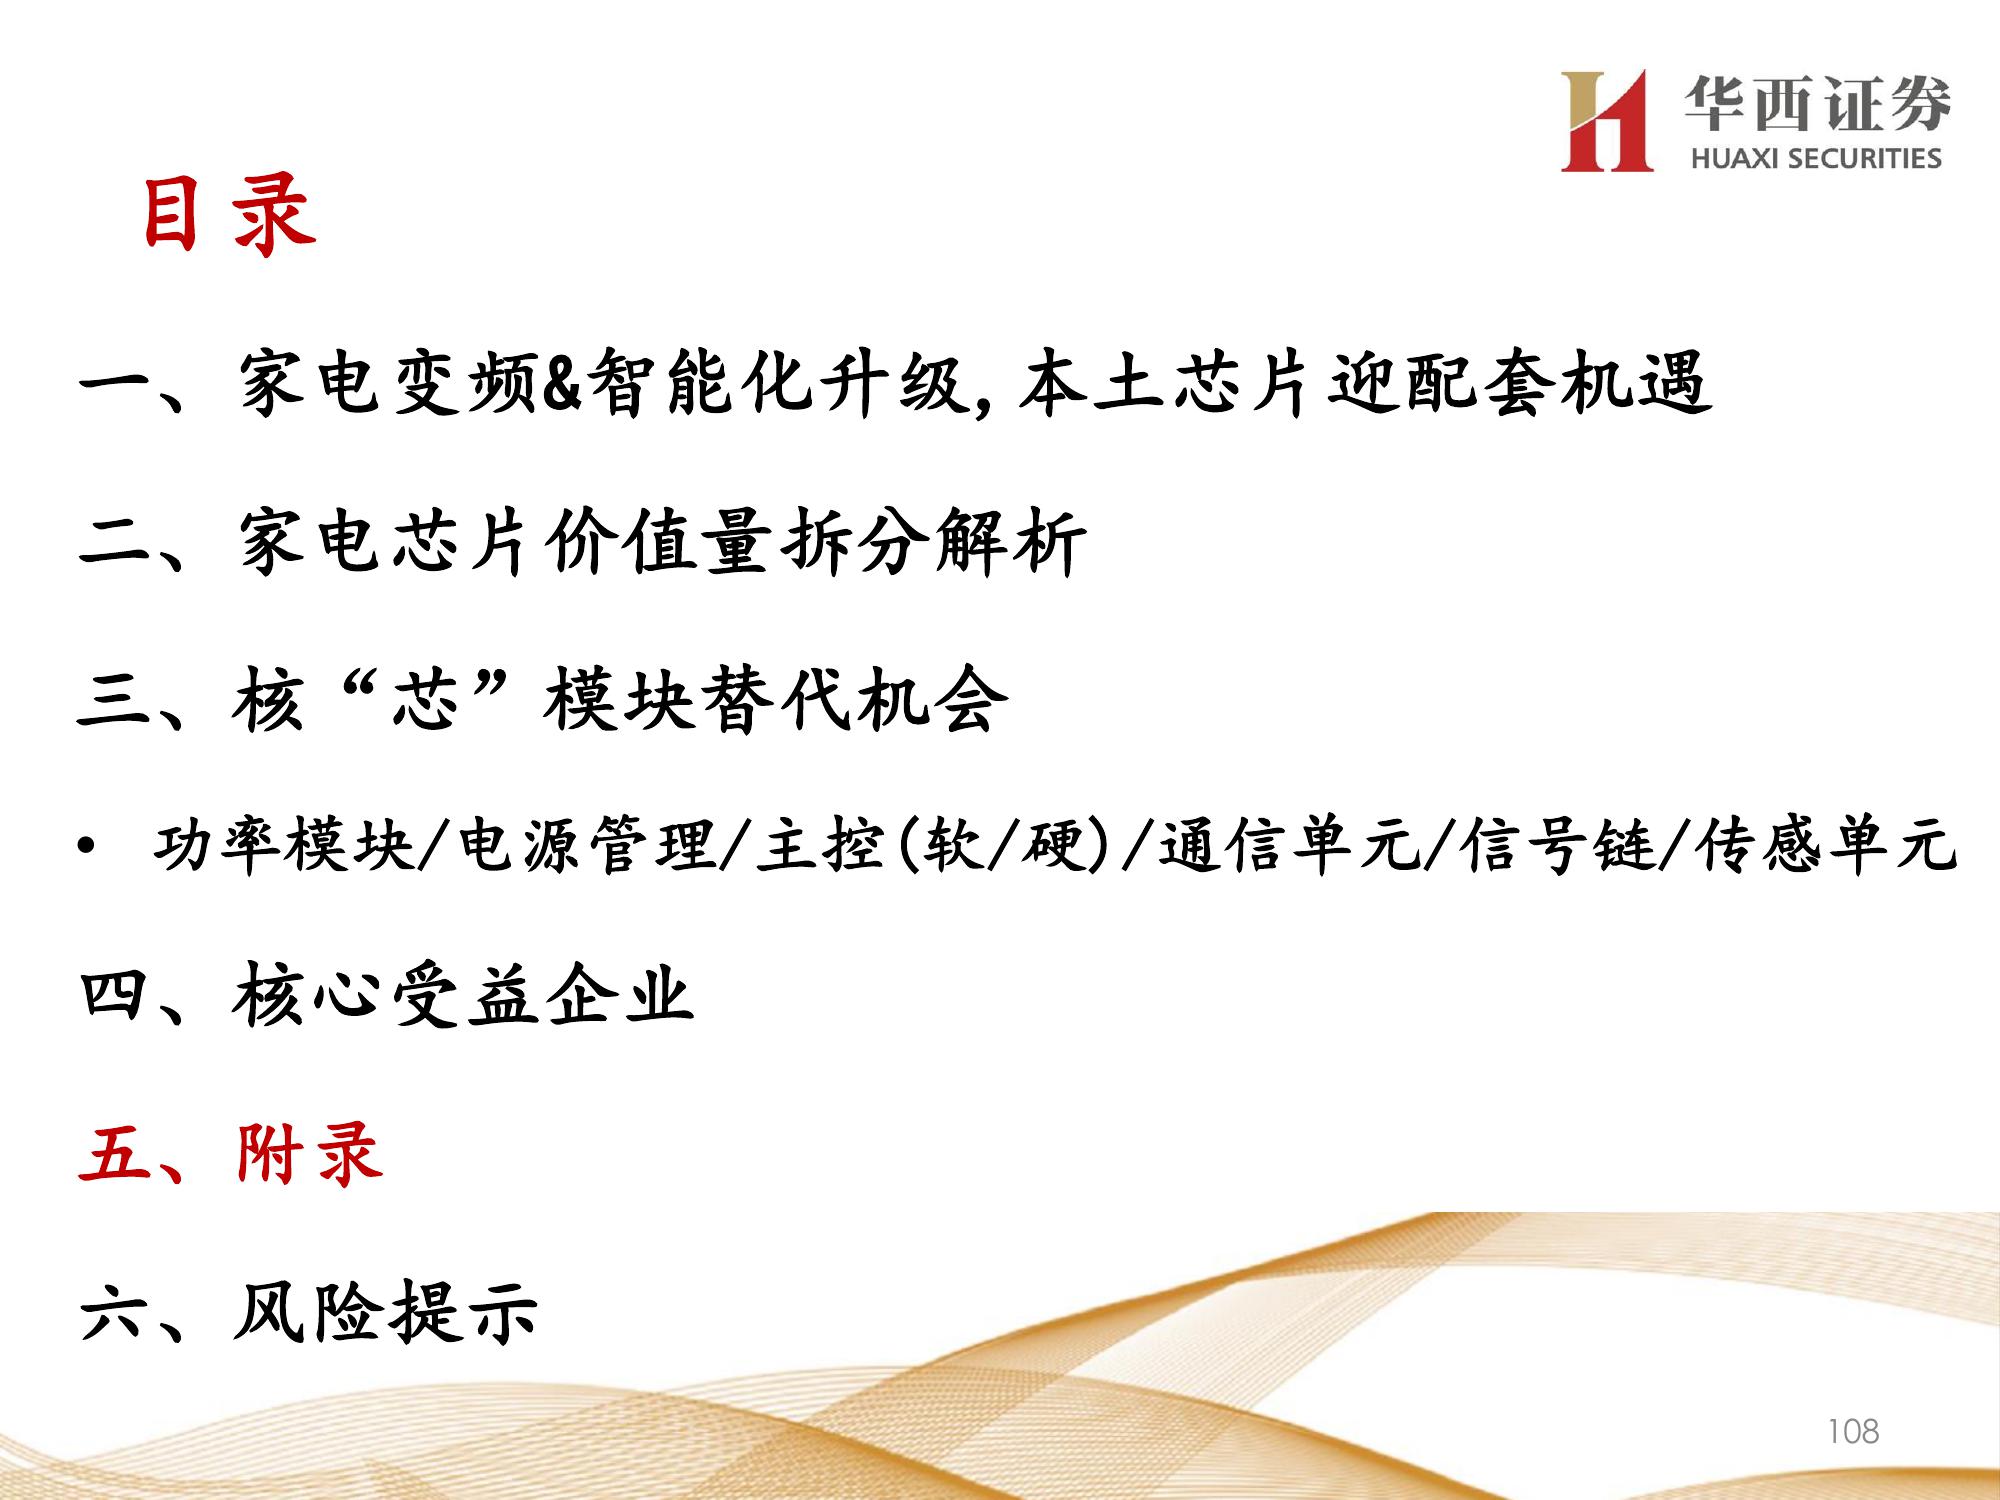 华西证券
HUAXI SECURITIES
目录
一、家电变频&智能化升级,本土芯片迎配套机遇
二、家电芯片价值量拆分解析
三、核“芯”模块替代机会
• 功率模块/电源管理/主控(软/硬)/通信单元/信号链/传感单元
四、核心受益企业
五、附录
六、风险提示
108